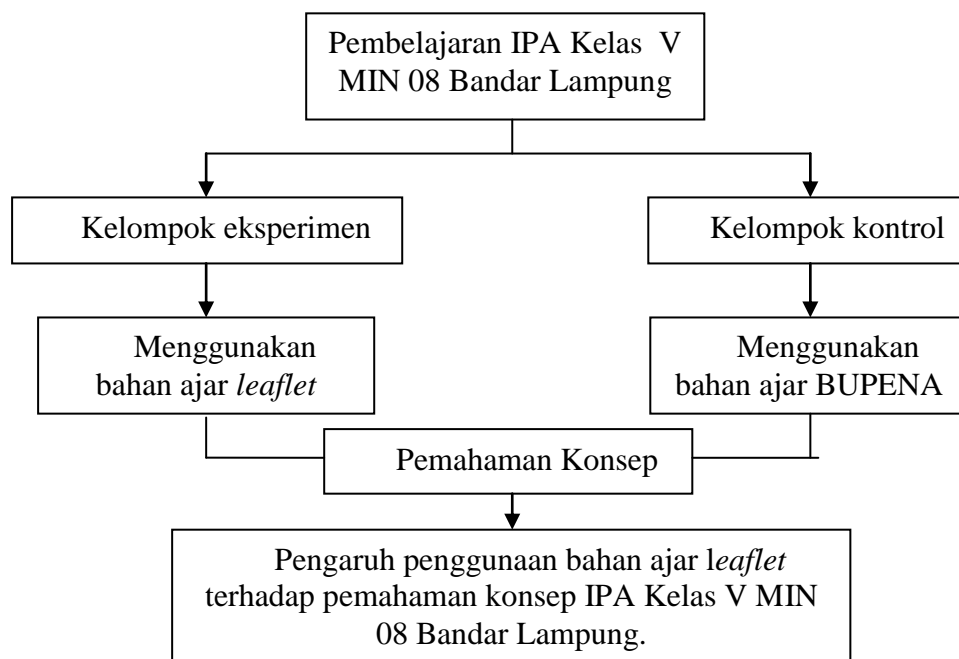 Pembelajaran IPA Kelas V
MIN 08 Bandar Lampung
Kelompok eksperimen
Kelompok kontrol
Menggunakan
bahan ajar leaflet
Menggunakan
bahan ajar BUPENA
Pemahaman Konsep
Pengaruh penggunaan bahan ajar leaflet
terhadap pemahaman konsep IPA Kelas V MIN
08 Bandar Lampung.